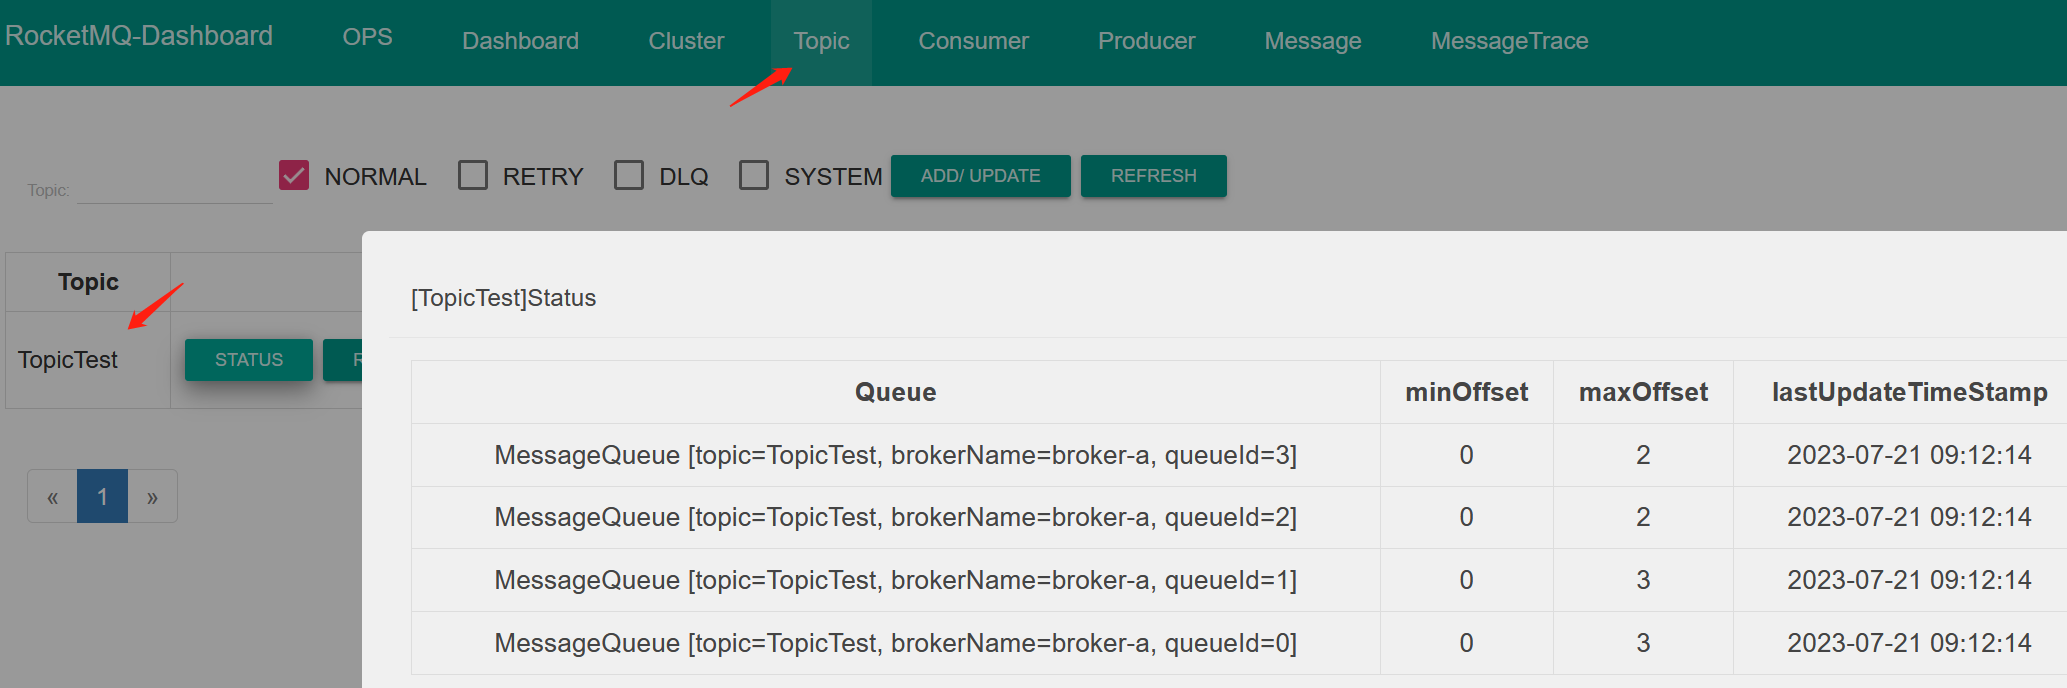 RocketMQ-Dashboard OPS Dashboard Cluster Topic Consumer Producer Message MessageTrace
Topic: NORMAL RETRY DLQ SYSTEM ADD/ UPDATE REFRESH
Topic
TopicTest STATUS R
« 1 »
[TopicTest]Status
Queue minOffset maxOffset lastUpdateTimeStamp
MessageQueue [topic=TopicTest, brokerName=broker-a, queueId=3] 0 2 2023-07-21 09:12:14
MessageQueue [topic=TopicTest, brokerName=broker-a, queueId=2] 0 2 2023-07-21 09:12:14
MessageQueue [topic=TopicTest, brokerName=broker-a, queueId=1] 0 3 2023-07-21 09:12:14
MessageQueue [topic=TopicTest, brokerName=broker-a, queueId=0] 0 3 2023-07-21 09:12:14